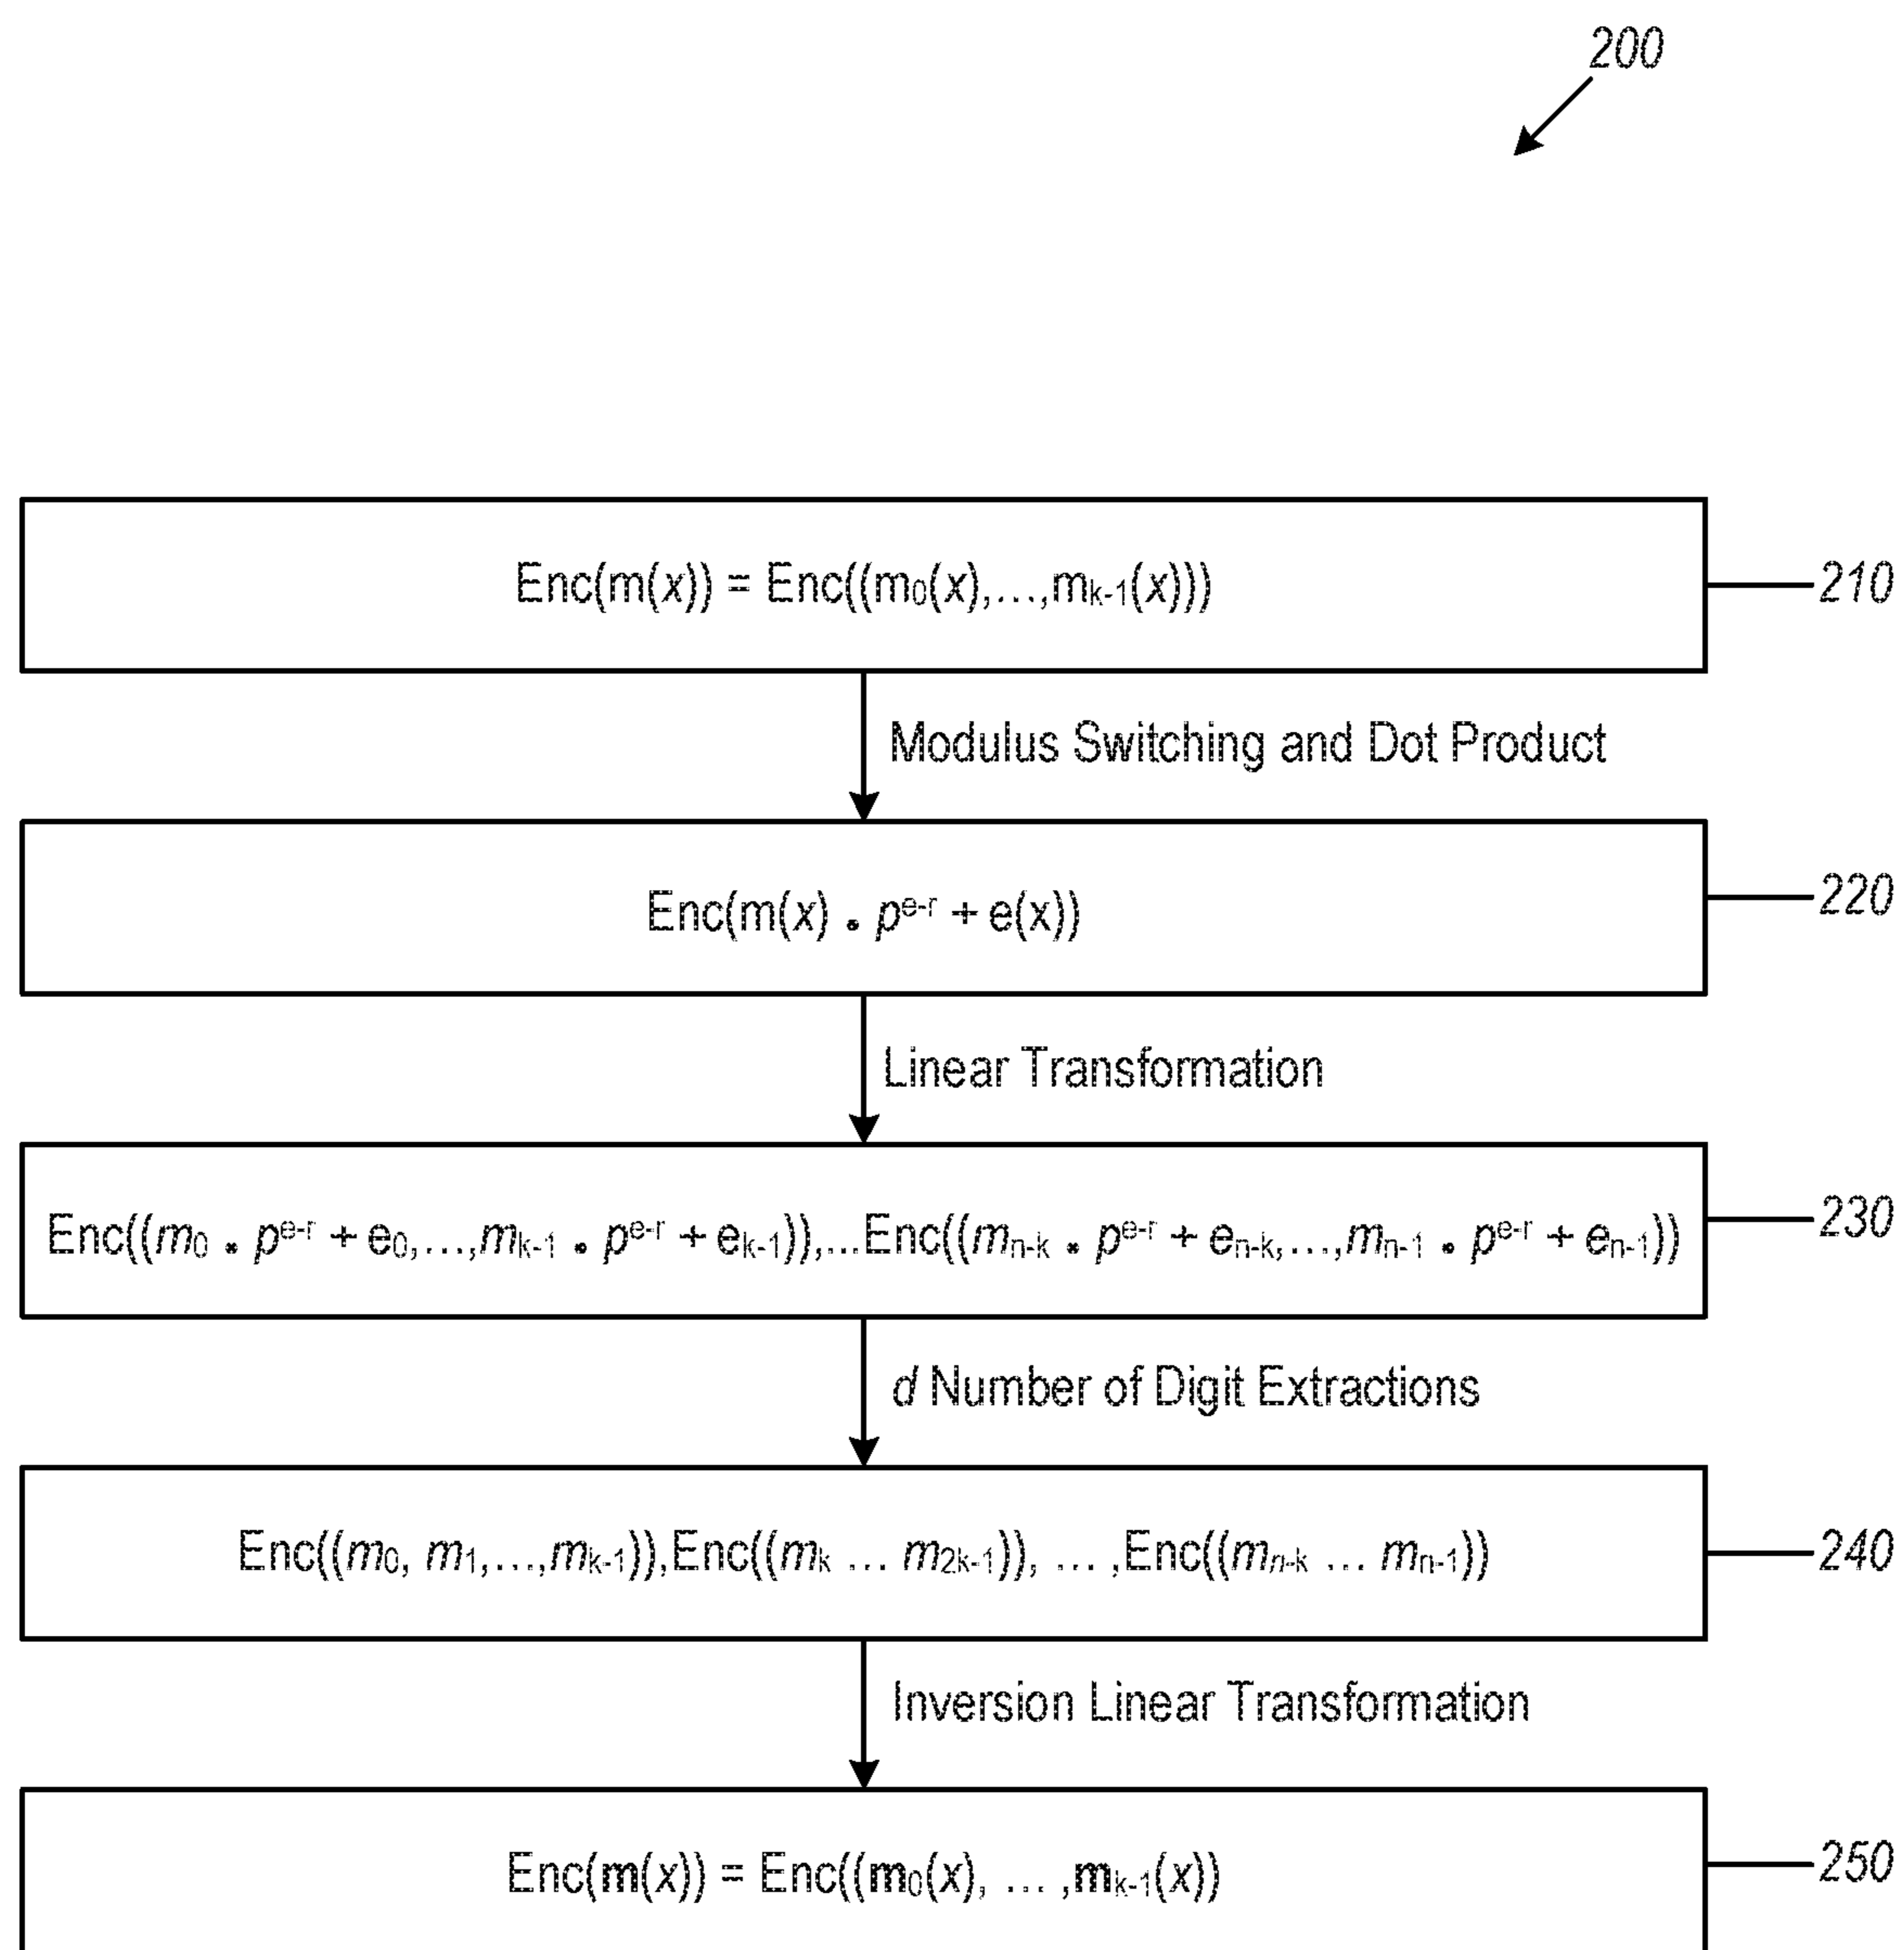 200
Enc(m(x)) = Enc((m₀(x),...,mₖ₋₁(x)))
210
Modulus Switching and Dot Product
Enc(m(x) • pᵉ⁻ʳ + e(x))
220
Linear Transformation
Enc((m₀ • pᵉ⁻ʳ + e₀,...,mₖ₋₁ • pᵉ⁻ʳ + eₖ₋₁)),...Enc((mₙ₋ₖ • pᵉ⁻ʳ + eₙ₋ₖ,...,mₙ₋₁ • pᵉ⁻ʳ + eₙ₋₁))
230
d Number of Digit Extractions
Enc((m₀, m₁,...,mₖ₋₁)),Enc((mₖ ... m₂ₖ₋₁)), ... ,Enc((mₙ₋ₖ ... mₙ₋₁))
240
Inversion Linear Transformation
Enc(m(x)) = Enc((m₀(x), ... ,mₖ₋₁(x))
250